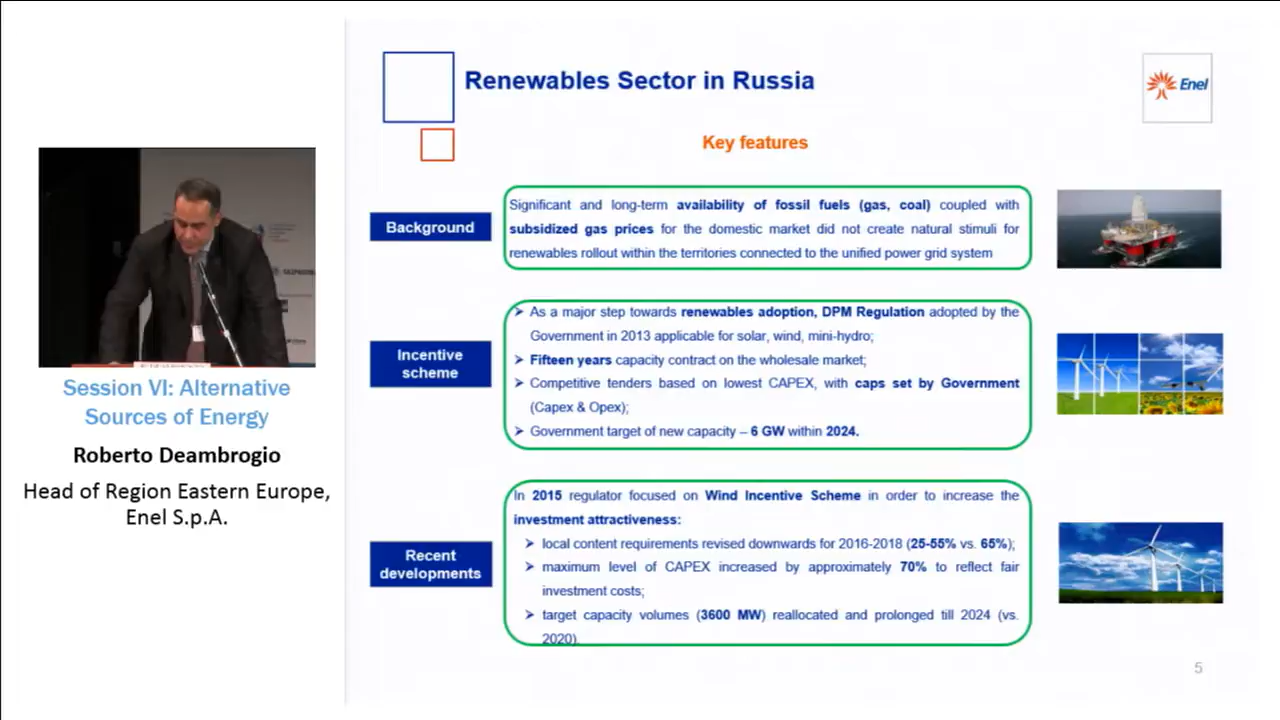 Renewables Sector in Russia
Enel
Key features
Background
Significant and long-term availability of fossil fuels (gas, coal) coupled with
subsidized gas prices for the domestic market did not create natural stimuli for
renewables rollout within the territories connected to the unified power grid system
Incentive
scheme
➤ As a major step towards renewables adoption, DPM Regulation adopted by the
Government in 2013 applicable for solar, wind, mini-hydro;
➤ Fifteen years capacity contract on the wholesale market;
➤ Competitive tenders based on lowest CAPEX, with caps set by Government
(Capex & Opex);
➤ Government target of new capacity – 6 GW within 2024.
Recent
developments
In 2015 regulator focused on Wind Incentive Scheme in order to increase the
investment attractiveness:
➤ local content requirements revised downwards for 2016-2018 (25-55% vs. 65%);
➤ maximum level of CAPEX increased by approximately 70% to reflect fair
investment costs;
➤ target capacity volumes (3600 MW) reallocated and prolonged till 2024 (vs.
2020).
5
Session VI: Alternative
Sources of Energy
Roberto Deambrogio
Head of Region Eastern Europe,
Enel S.p.A.